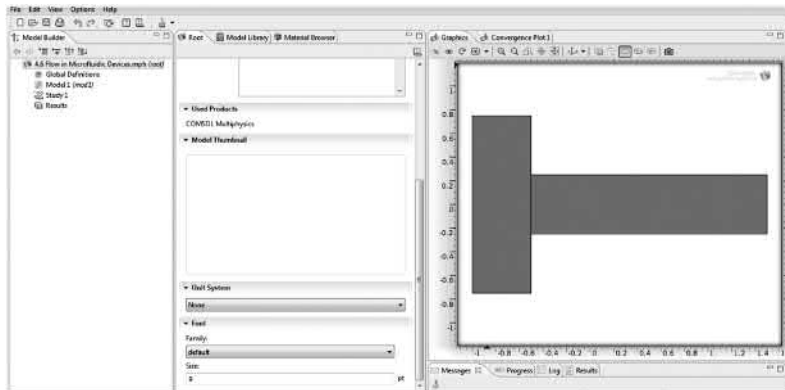 File Edit View Options Help
Model Builder
4.6 Flow in Microfluidic Devices.mph (root)
Global Definitions
Model 1 (mod1)
Study 1
Results
Root Model Library Material Browser
Used Products
COMSOL Multiphysics
Model Thumbnail
Unit System
None
Font
Family:
default
Size:
pt
Graphics Convergence Plot 1
1
0.8
0.6
0.4
0.2
0
-0.2
-0.4
-0.6
-0.8
-1
-1 -0.8 -0.6 -0.4 -0.2 0 0.2 0.4 0.6 0.8 1 1.2 1.4
Messages Progress Log Results